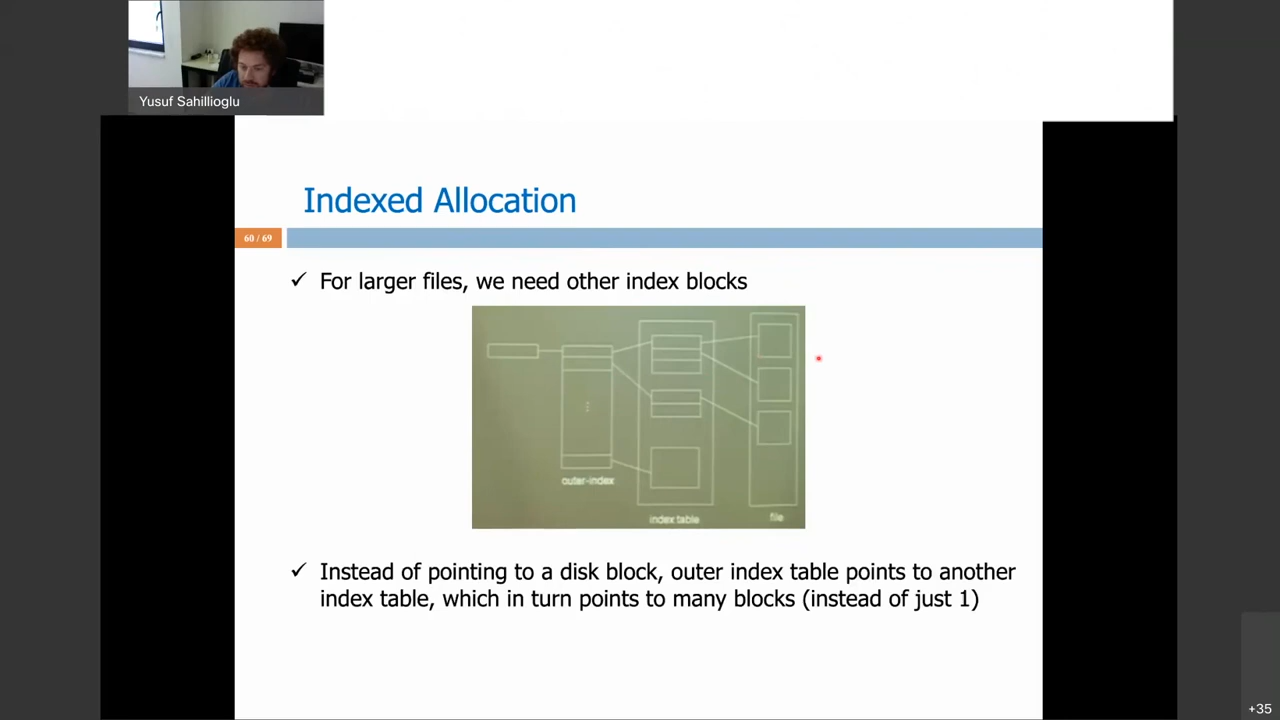 Yusuf Sahillioglu
Indexed Allocation
60 / 69
✓ For larger files, we need other index blocks
outer-index
index table
file
✓ Instead of pointing to a disk block, outer index table points to another
index table, which in turn points to many blocks (instead of just 1)
+35